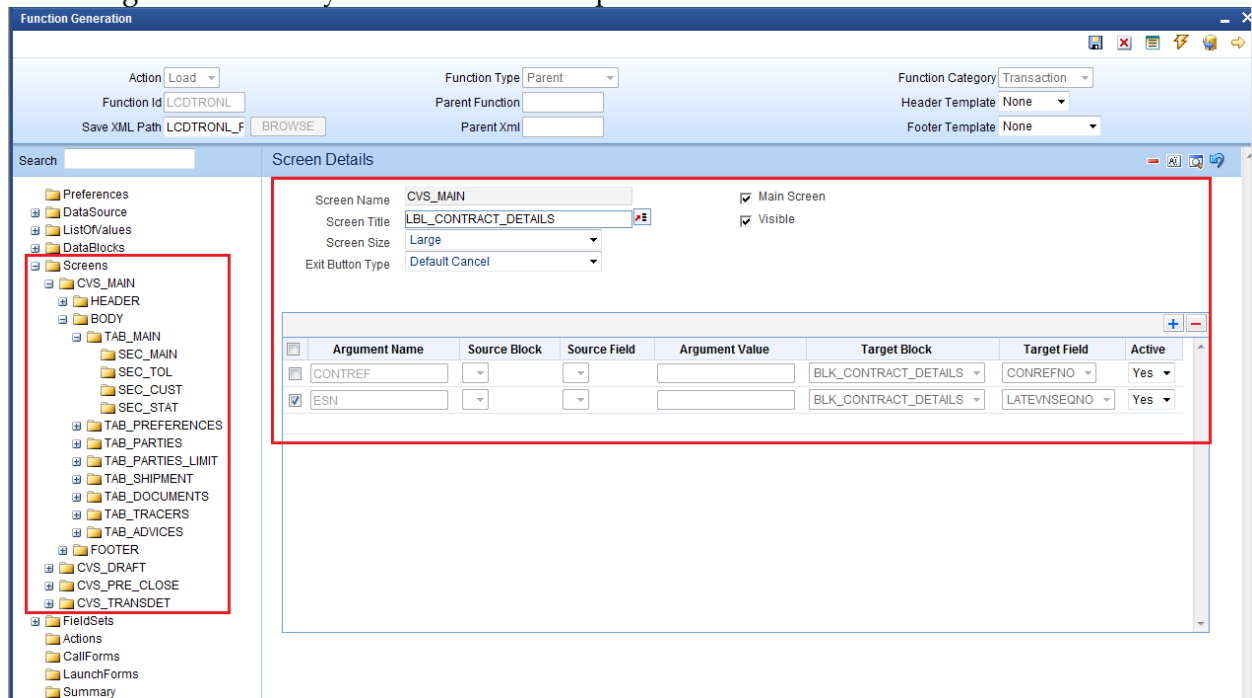 Function Generation
Action Load Function Type Parent Function Category Transaction
Function Id LCDTRONL Parent Function Header Template None
Save XML Path LCDTRONL_F BROWSE Parent Xml Footer Template None
Search Screen Details
Preferences
DataSource
ListOfValues
DataBlocks
Screens
CVS_MAIN
HEADER
BODY
TAB_MAIN
SEC_MAIN
SEC_TOL
SEC_CUST
SEC_STAT
TAB_PREFERENCES
TAB_PARTIES
TAB_PARTIES_LIMIT
TAB_SHIPMENT
TAB_DOCUMENTS
TAB_TRACERS
TAB_ADVICES
FOOTER
CVS_DRAFT
CVS_PRE_CLOSE
CVS_TRANSDET
FieldSets
Actions
CallForms
LaunchForms
Summary
Screen Name CVS_MAIN Main Screen
Screen Title LBL_CONTRACT_DETAILS Visible
Screen Size Large
Exit Button Type Default Cancel
Argument Name Source Block Source Field Argument Value Target Block Target Field Active
CONTREF BLK_CONTRACT_DETAILS CONREFNO Yes
ESN BLK_CONTRACT_DETAILS LATEVNSEQNO Yes